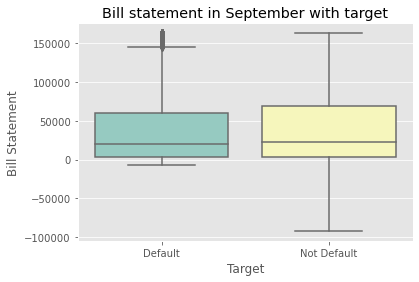 Bill statement in September with target
Bill Statement
150000
100000
50000
0
−50000
−100000
Default
Not Default
Target